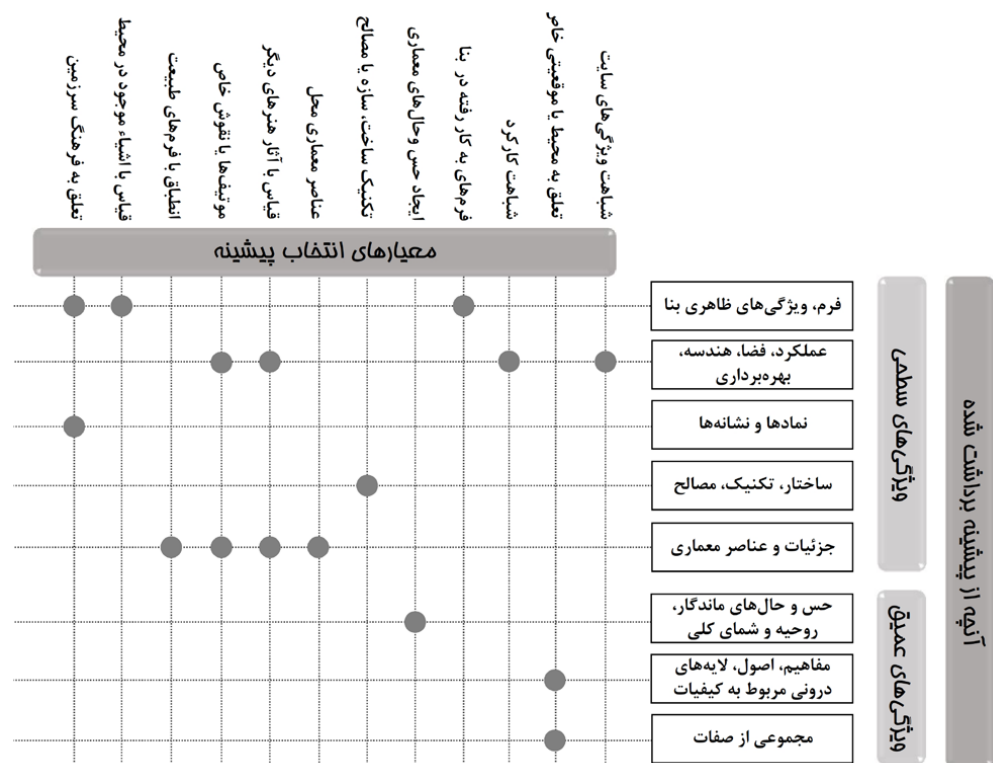 شباهت ویژگی‌های سایت
تعلق به محیط یا موقعیتی خاص
شباهت کارکرد
فرم‌های به کار رفته در بنا
ایجاد حس وحال‌های معماری
تکنیک ساخت، سازه یا مصالح
عناصر معماری محل
قیاس با آثار هنرهای دیگر
موتیف‌ها یا نقوش خاص
انطباق با فرم‌های طبیعت
قیاس با اشیاء موجود در محیط
تعلق به فرهنگ سرزمین
معیارهای انتخاب پیشینه
آنچه از پیشینه برداشت شده
ویژگی‌های سطحی
فرم، ویژگی‌های ظاهری بنا
عملکرد، فضا، هندسه،
بهره‌برداری
نمادها و نشانه‌ها
ساختار، تکنیک، مصالح
جزئیات و عناصر معماری
ویژگی‌های عمیق
حس و حال‌های ماندگار،
روحیه و شمای کلی
مفاهیم، اصول، لایه‌های
درونی مربوط به کیفیات
مجموعی از صفات